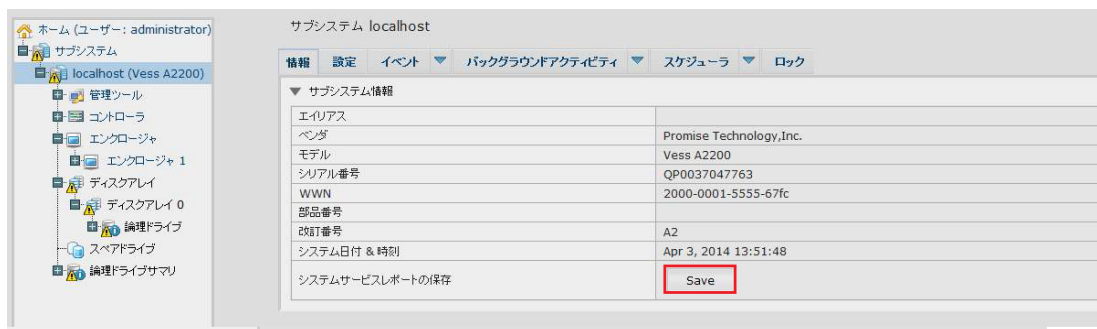 ホーム (ユーザー: administrator)
サブシステム
localhost (Vess A2200)
管理ツール
コントローラ
エンクロージャ
エンクロージャ 1
ディスクアレイ
ディスクアレイ 0
論理ドライブ
スペアドライブ
論理ドライブサマリ
サブシステム localhost
情報 設定 イベント バックグラウンドアクティビティ スケジューラ ロック
サブシステム情報
エイリアス
ベンダ Promise Technology,Inc.
モデル Vess A2200
シリアル番号 QP0037047763
WWN 2000-0001-5555-67fc
部品番号
改訂番号 A2
システム日付 & 時刻 Apr 3, 2014 13:51:48
システムサービスレポートの保存 Save